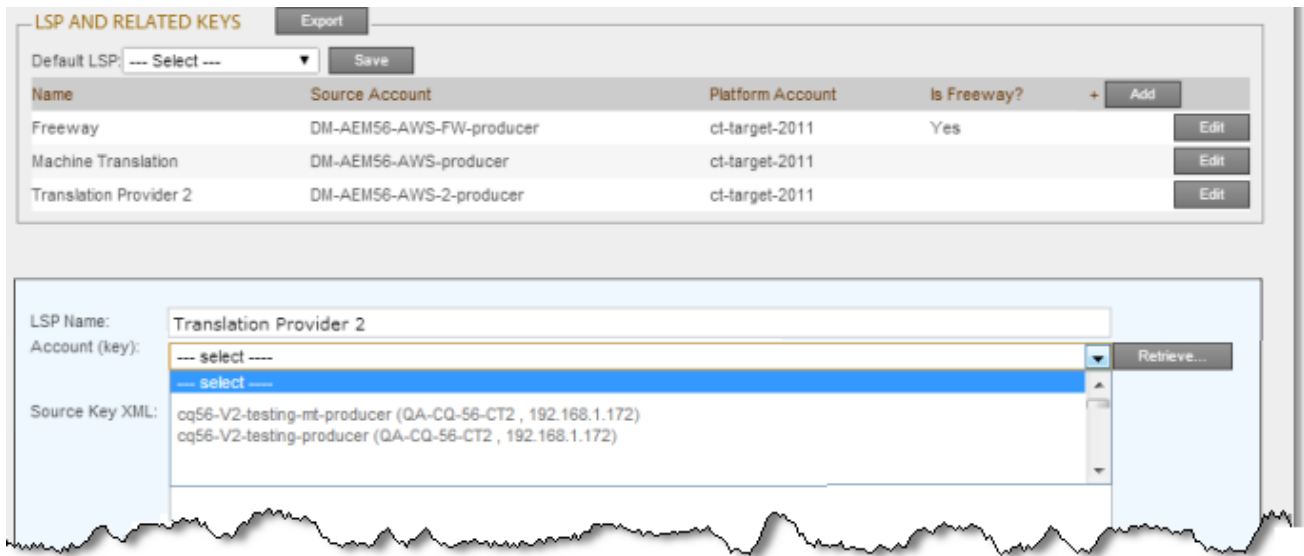 LSP AND RELATED KEYS Export
Default LSP: --- Select --- Save
Name Source Account Platform Account Is Freeway? + Add
Freeway DM-AEM56-AWS-FW-producer ct-target-2011 Yes Edit
Machine Translation DM-AEM56-AWS-producer ct-target-2011 Edit
Translation Provider 2 DM-AEM56-AWS-2-producer ct-target-2011 Edit
LSP Name: Translation Provider 2
Account (key): --- select ---- Retrieve...
--- select ----
Source Key XML: cq56-V2-testing-mt-producer (QA-CQ-56-CT2 , 192.168.1.172)
cq56-V2-testing-producer (QA-CQ-56-CT2 , 192.168.1.172)